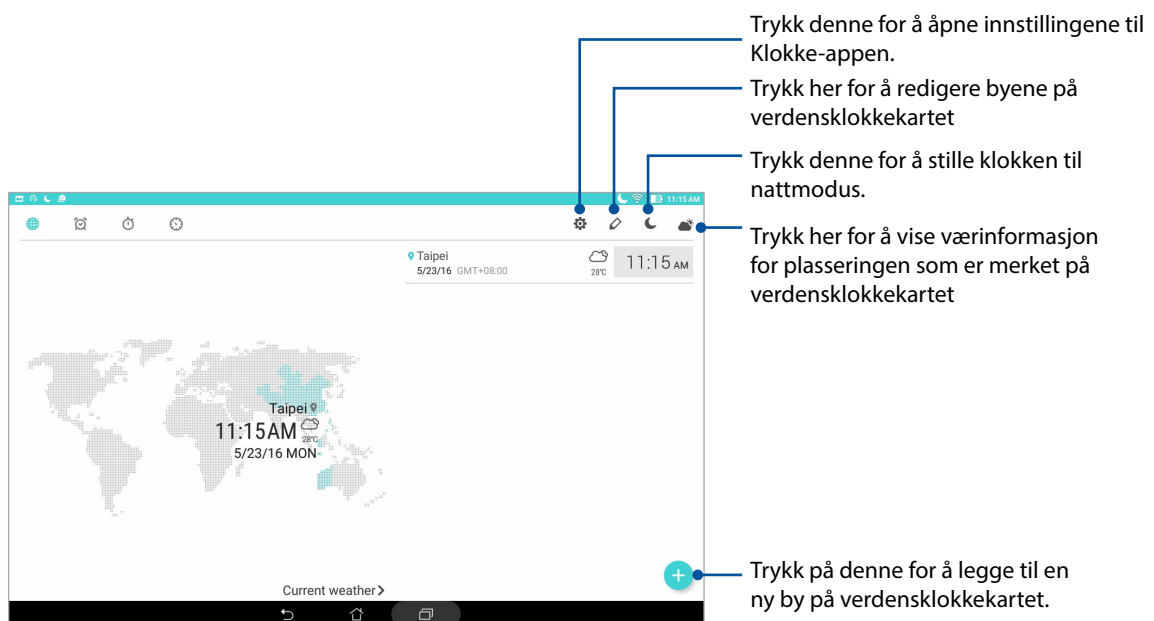 Trykk denne for å åpne innstillingene til
Klokke-appen.
Trykk her for å redigere byene på
verdensklokkekartet
Trykk denne for å stille klokken til
nattmodus.
Trykk her for å vise værinformasjon
for plasseringen som er merket på
verdensklokkekartet
11:15 AM
Taipei
5/23/16 GMT+08:00
28°C
11:15 AM
Taipei
11:15AM
28°C
5/23/16 MON
Current weather
Trykk på denne for å legge til en
ny by på verdensklokkekartet.